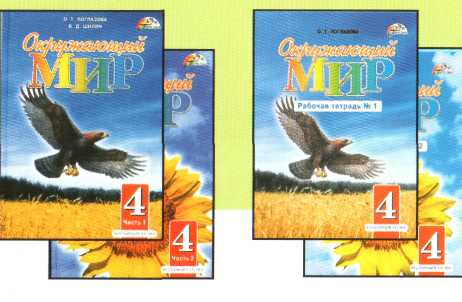 О. Т. ПОГЛАЗОВА
В. Д. ШИЛИН
Окружающий
МИР
4
Часть 1
4
Часть 2
О. Т. ПОГЛАЗОВА
Окружающий
МИР
Рабочая тетрадь № 1
4
4